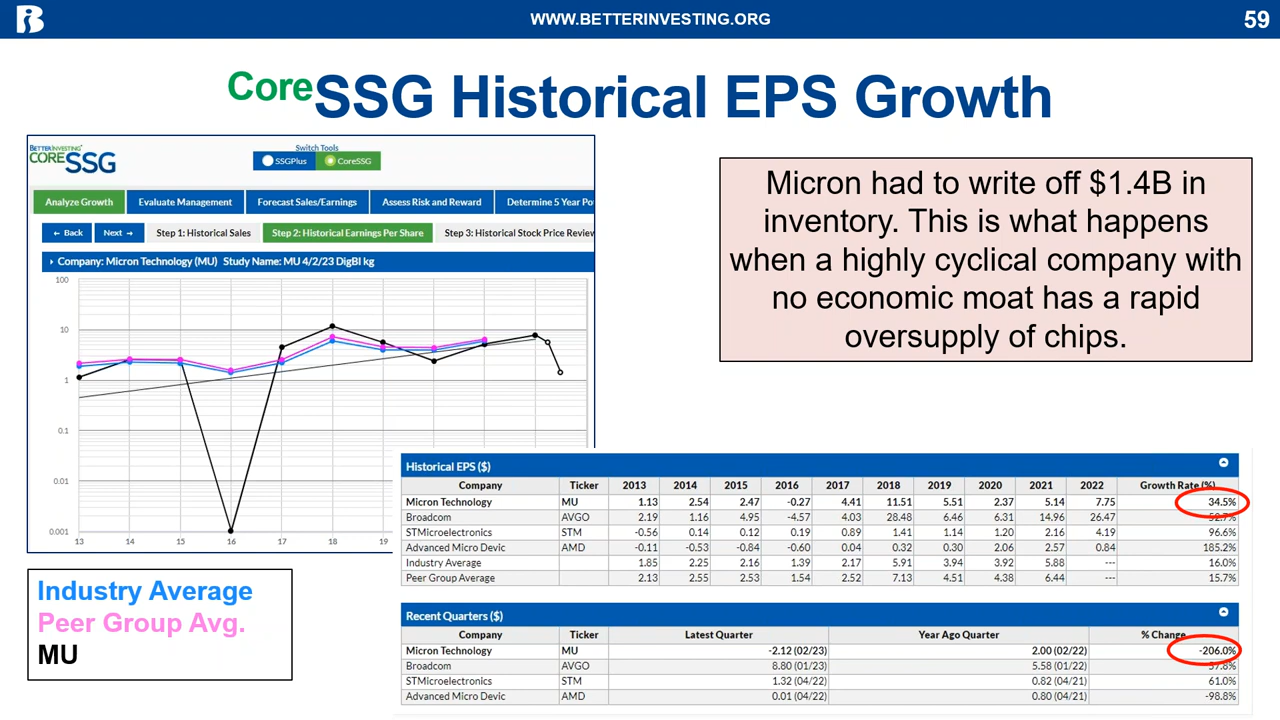 WWW.BETTERINVESTING.ORG
59
CoreSSG Historical EPS Growth
BETTERINVESTING
CORE SSG
Switch Tools
SSGPlus CoreSSG
Analyze Growth Evaluate Management Forecast Sales/Earnings Assess Risk and Reward Determine 5 Year Po
← Back Next → Step 1: Historical Sales Step 2: Historical Earnings Per Share Step 3: Historical Stock Price Review
Company: Micron Technology (MU) Study Name: MU 4/2/23 DigBI kg
100
10
1
0.1
0.01
0.001
13 14 15 16 17 18 19
Micron had to write off $1.4B in
inventory. This is what happens
when a highly cyclical company with
no economic moat has a rapid
oversupply of chips.
Industry Average
Peer Group Avg.
MU
Historical EPS ($)
Company Ticker 2013 2014 2015 2016 2017 2018 2019 2020 2021 2022 Growth Rate (%)
Micron Technology MU 1.13 2.54 2.47 -0.27 4.41 11.51 5.51 2.37 5.14 7.75 34.5%
Broadcom AVGO 2.19 1.16 4.95 -4.57 4.03 28.48 6.46 6.31 14.96 26.47 52.7%
STMicroelectronics STM -0.56 0.14 0.12 0.19 0.89 1.41 1.14 1.20 2.16 4.19 96.6%
Advanced Micro Devic AMD -0.11 -0.53 -0.84 -0.60 0.04 0.32 0.30 2.06 2.57 0.84 185.2%
Industry Average 1.85 2.25 2.16 1.39 2.17 5.91 3.94 3.92 5.88 --- 16.0%
Peer Group Average 2.13 2.55 2.53 1.54 2.52 7.13 4.51 4.38 6.44 --- 15.7%
Recent Quarters ($)
Company Ticker Latest Quarter Year Ago Quarter % Change
Micron Technology MU -2.12 (02/23) 2.00 (02/22) -206.0%
Broadcom AVGO 8.80 (01/23) 5.58 (01/22) 57.8%
STMicroelectronics STM 1.32 (04/22) 0.82 (04/21) 61.0%
Advanced Micro Devic AMD 0.01 (04/22) 0.80 (04/21) -98.8%